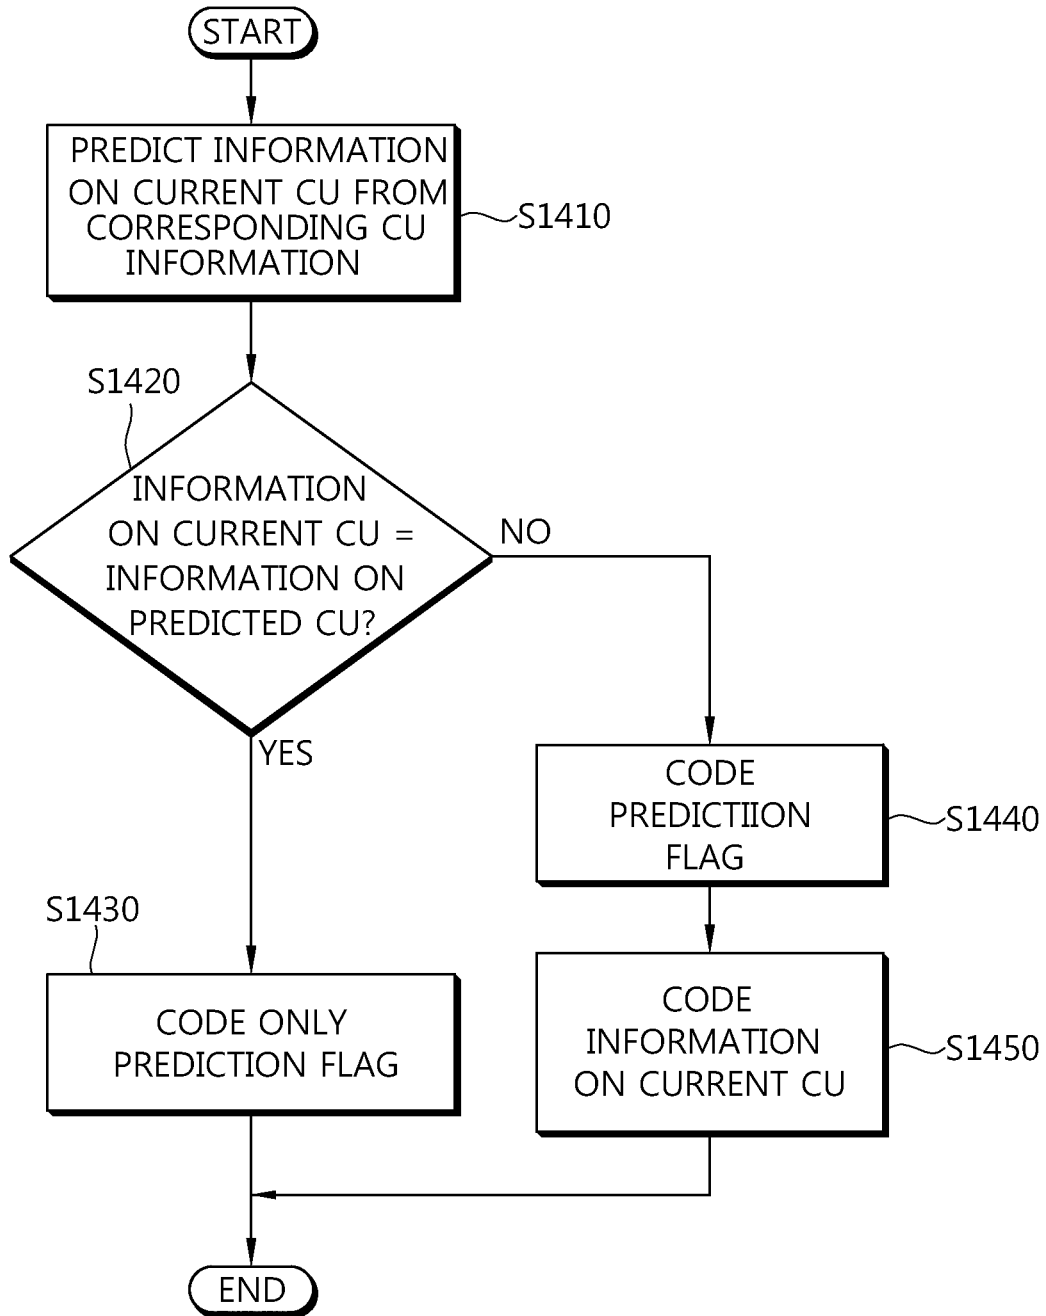 START
PREDICT INFORMATION
ON CURRENT CU FROM
CORRESPONDING CU
INFORMATION
S1410
S1420
INFORMATION
ON CURRENT CU =
INFORMATION ON
PREDICTED CU?
NO
YES
CODE
PREDICTIION
FLAG
S1440
S1430
CODE ONLY
PREDICTION FLAG
CODE
INFORMATION
ON CURRENT CU
S1450
END